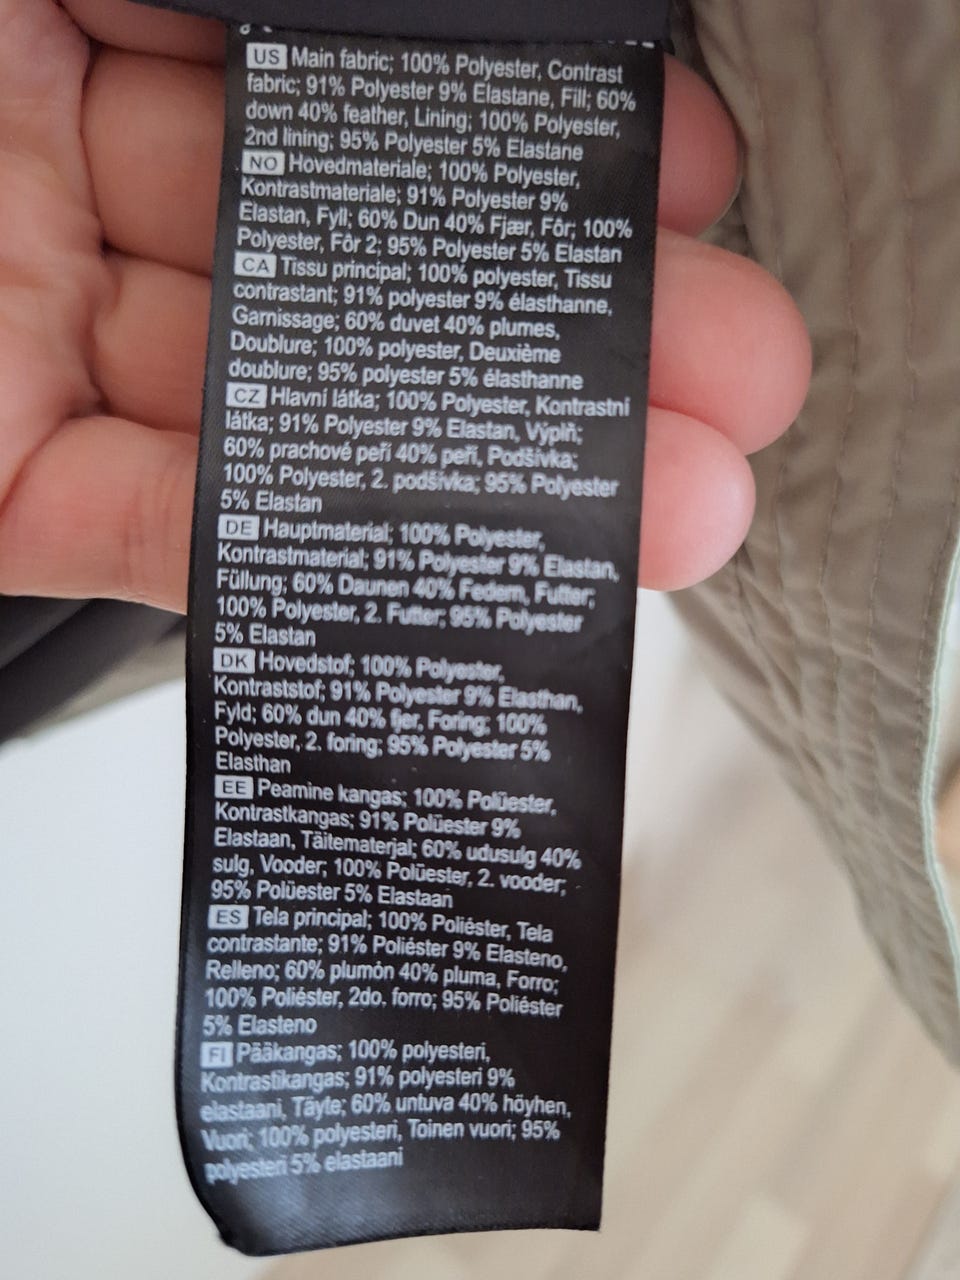 US Main fabric; 100% Polyester, Contrast
fabric; 91% Polyester 9% Elastane, Fill; 60%
down 40% feather, Lining; 100% Polyester,
2nd lining; 95% Polyester 5% Elastane
NO Hovedmateriale; 100% Polyester,
Kontrastmateriale; 91% Polyester 9%
Elastan, Fyll; 60% Dun 40% Fjær, Fôr; 100%
Polyester, Fôr 2; 95% Polyester 5% Elastan
CA Tissu principal; 100% polyester, Tissu
contrastant; 91% polyester 9% élasthanne,
Garnissage; 60% duvet 40% plumes,
Doublure; 100% polyester, Deuxième
doublure; 95% polyester 5% élasthanne
CZ Hlavní látka; 100% Polyester, Kontrastní
látka; 91% Polyester 9% Elastan, Výplň;
60% prachové peří 40% peří, Podšívka;
100% Polyester, 2. podšívka; 95% Polyester
5% Elastan
DE Hauptmaterial; 100% Polyester,
Kontrastmaterial; 91% Polyester 9% Elastan,
Füllung; 60% Daunen 40% Federn, Futter;
100% Polyester, 2. Futter; 95% Polyester
5% Elastan
DK Hovedstof; 100% Polyester,
Kontraststof; 91% Polyester 9% Elasthan,
Fyld; 60% dun 40% fjer, Foring; 100%
Polyester, 2. foring; 95% Polyester 5%
Elasthan
EE Peamine kangas; 100% Polüester,
Kontrastkangas; 91% Polüester 9%
Elastaan, Täitematerjal; 60% udusulg 40%
sulg, Vooder; 100% Polüester, 2. vooder;
95% Polüester 5% Elastaan
ES Tela principal; 100% Poliéster, Tela
contrastante; 91% Poliéster 9% Elasteno,
Relleno; 60% plumón 40% pluma, Forro;
100% Poliéster, 2do. forro; 95% Poliéster
5% Elasteno
FI Pääkangas; 100% polyesteri,
Kontrastikangas; 91% polyesteri 9%
elastaani, Täyte; 60% untuva 40% höyhen,
Vuori; 100% polyesteri, Toinen vuori; 95%
polyesteri 5% elastaani